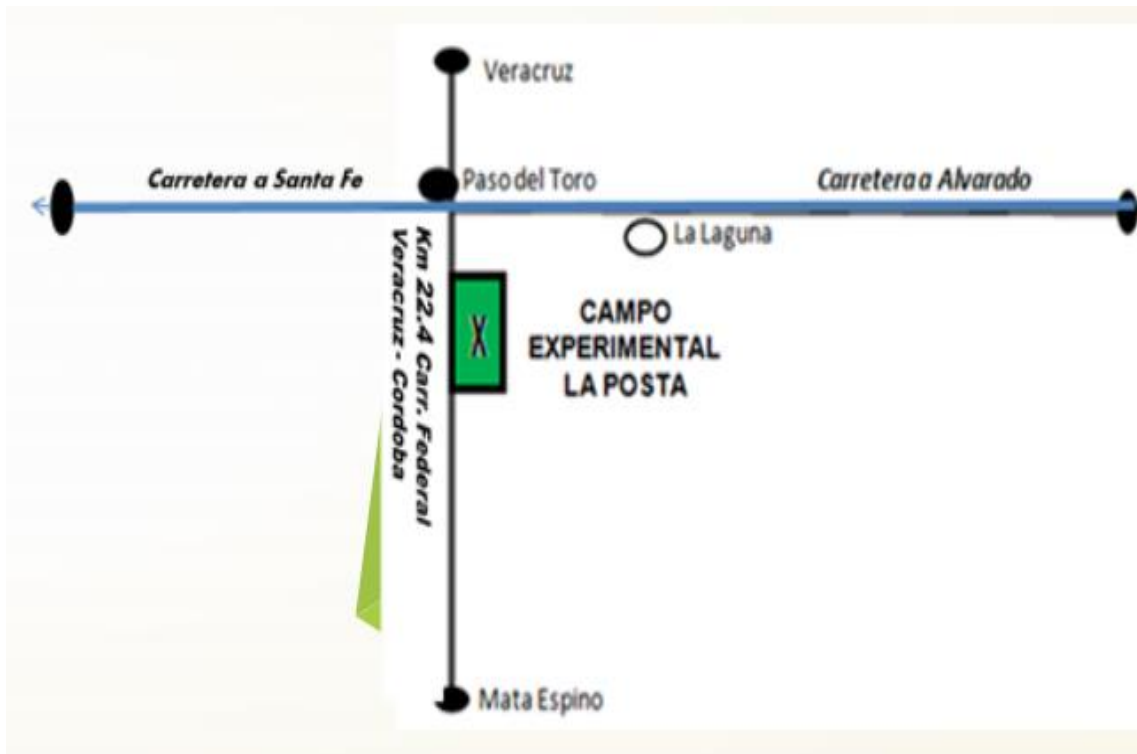 Veracruz
Carretera a Santa Fe
Paso del Toro
Carretera a Alvarado
La Laguna
Km 22.4 Carr. Federal
Veracruz - Cordoba
X
CAMPO
EXPERIMENTAL
LA POSTA
Mata Espino